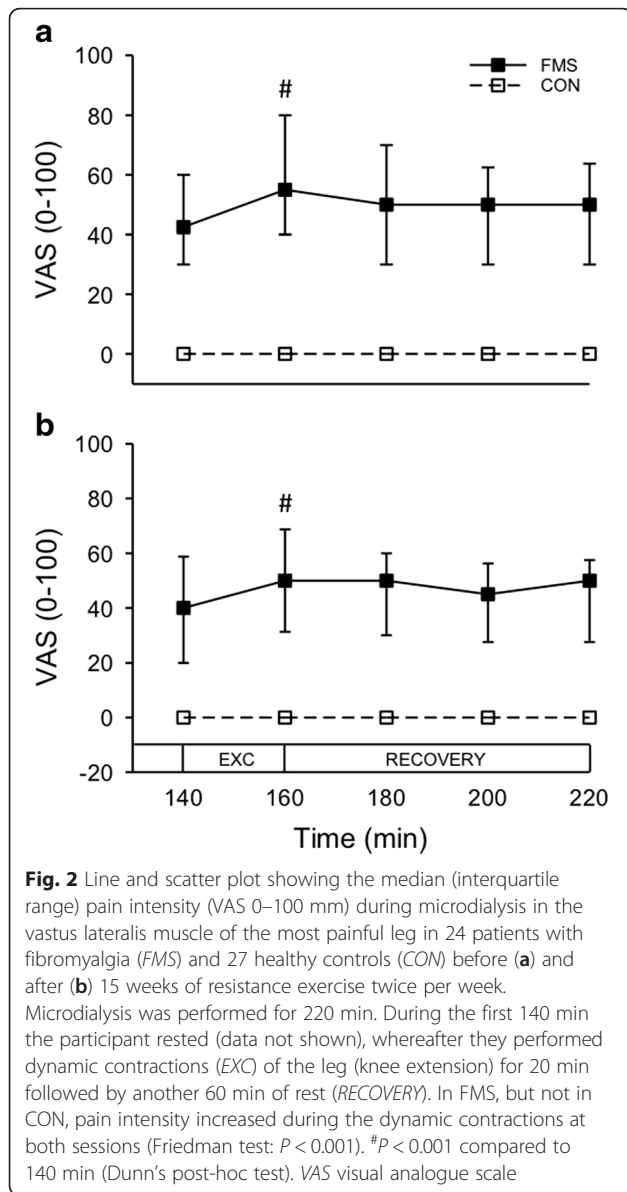 a
100
80
60
40
20
0
VAS (0-100)
#
FMS
CON
b
100
80
60
40
20
0
-20
VAS (0-100)
#
EXC
RECOVERY
140 160 180 200 220
Time (min)
Fig. 2 Line and scatter plot showing the median (interquartile
range) pain intensity (VAS 0–100 mm) during microdialysis in the
vastus lateralis muscle of the most painful leg in 24 patients with
fibromyalgia (FMS) and 27 healthy controls (CON) before (a) and
after (b) 15 weeks of resistance exercise twice per week.
Microdialysis was performed for 220 min. During the first 140 min
the participant rested (data not shown), whereafter they performed
dynamic contractions (EXC) of the leg (knee extension) for 20 min
followed by another 60 min of rest (RECOVERY). In FMS, but not in
CON, pain intensity increased during the dynamic contractions at
both sessions (Friedman test: P < 0.001). #P < 0.001 compared to
140 min (Dunn's post-hoc test). VAS visual analogue scale